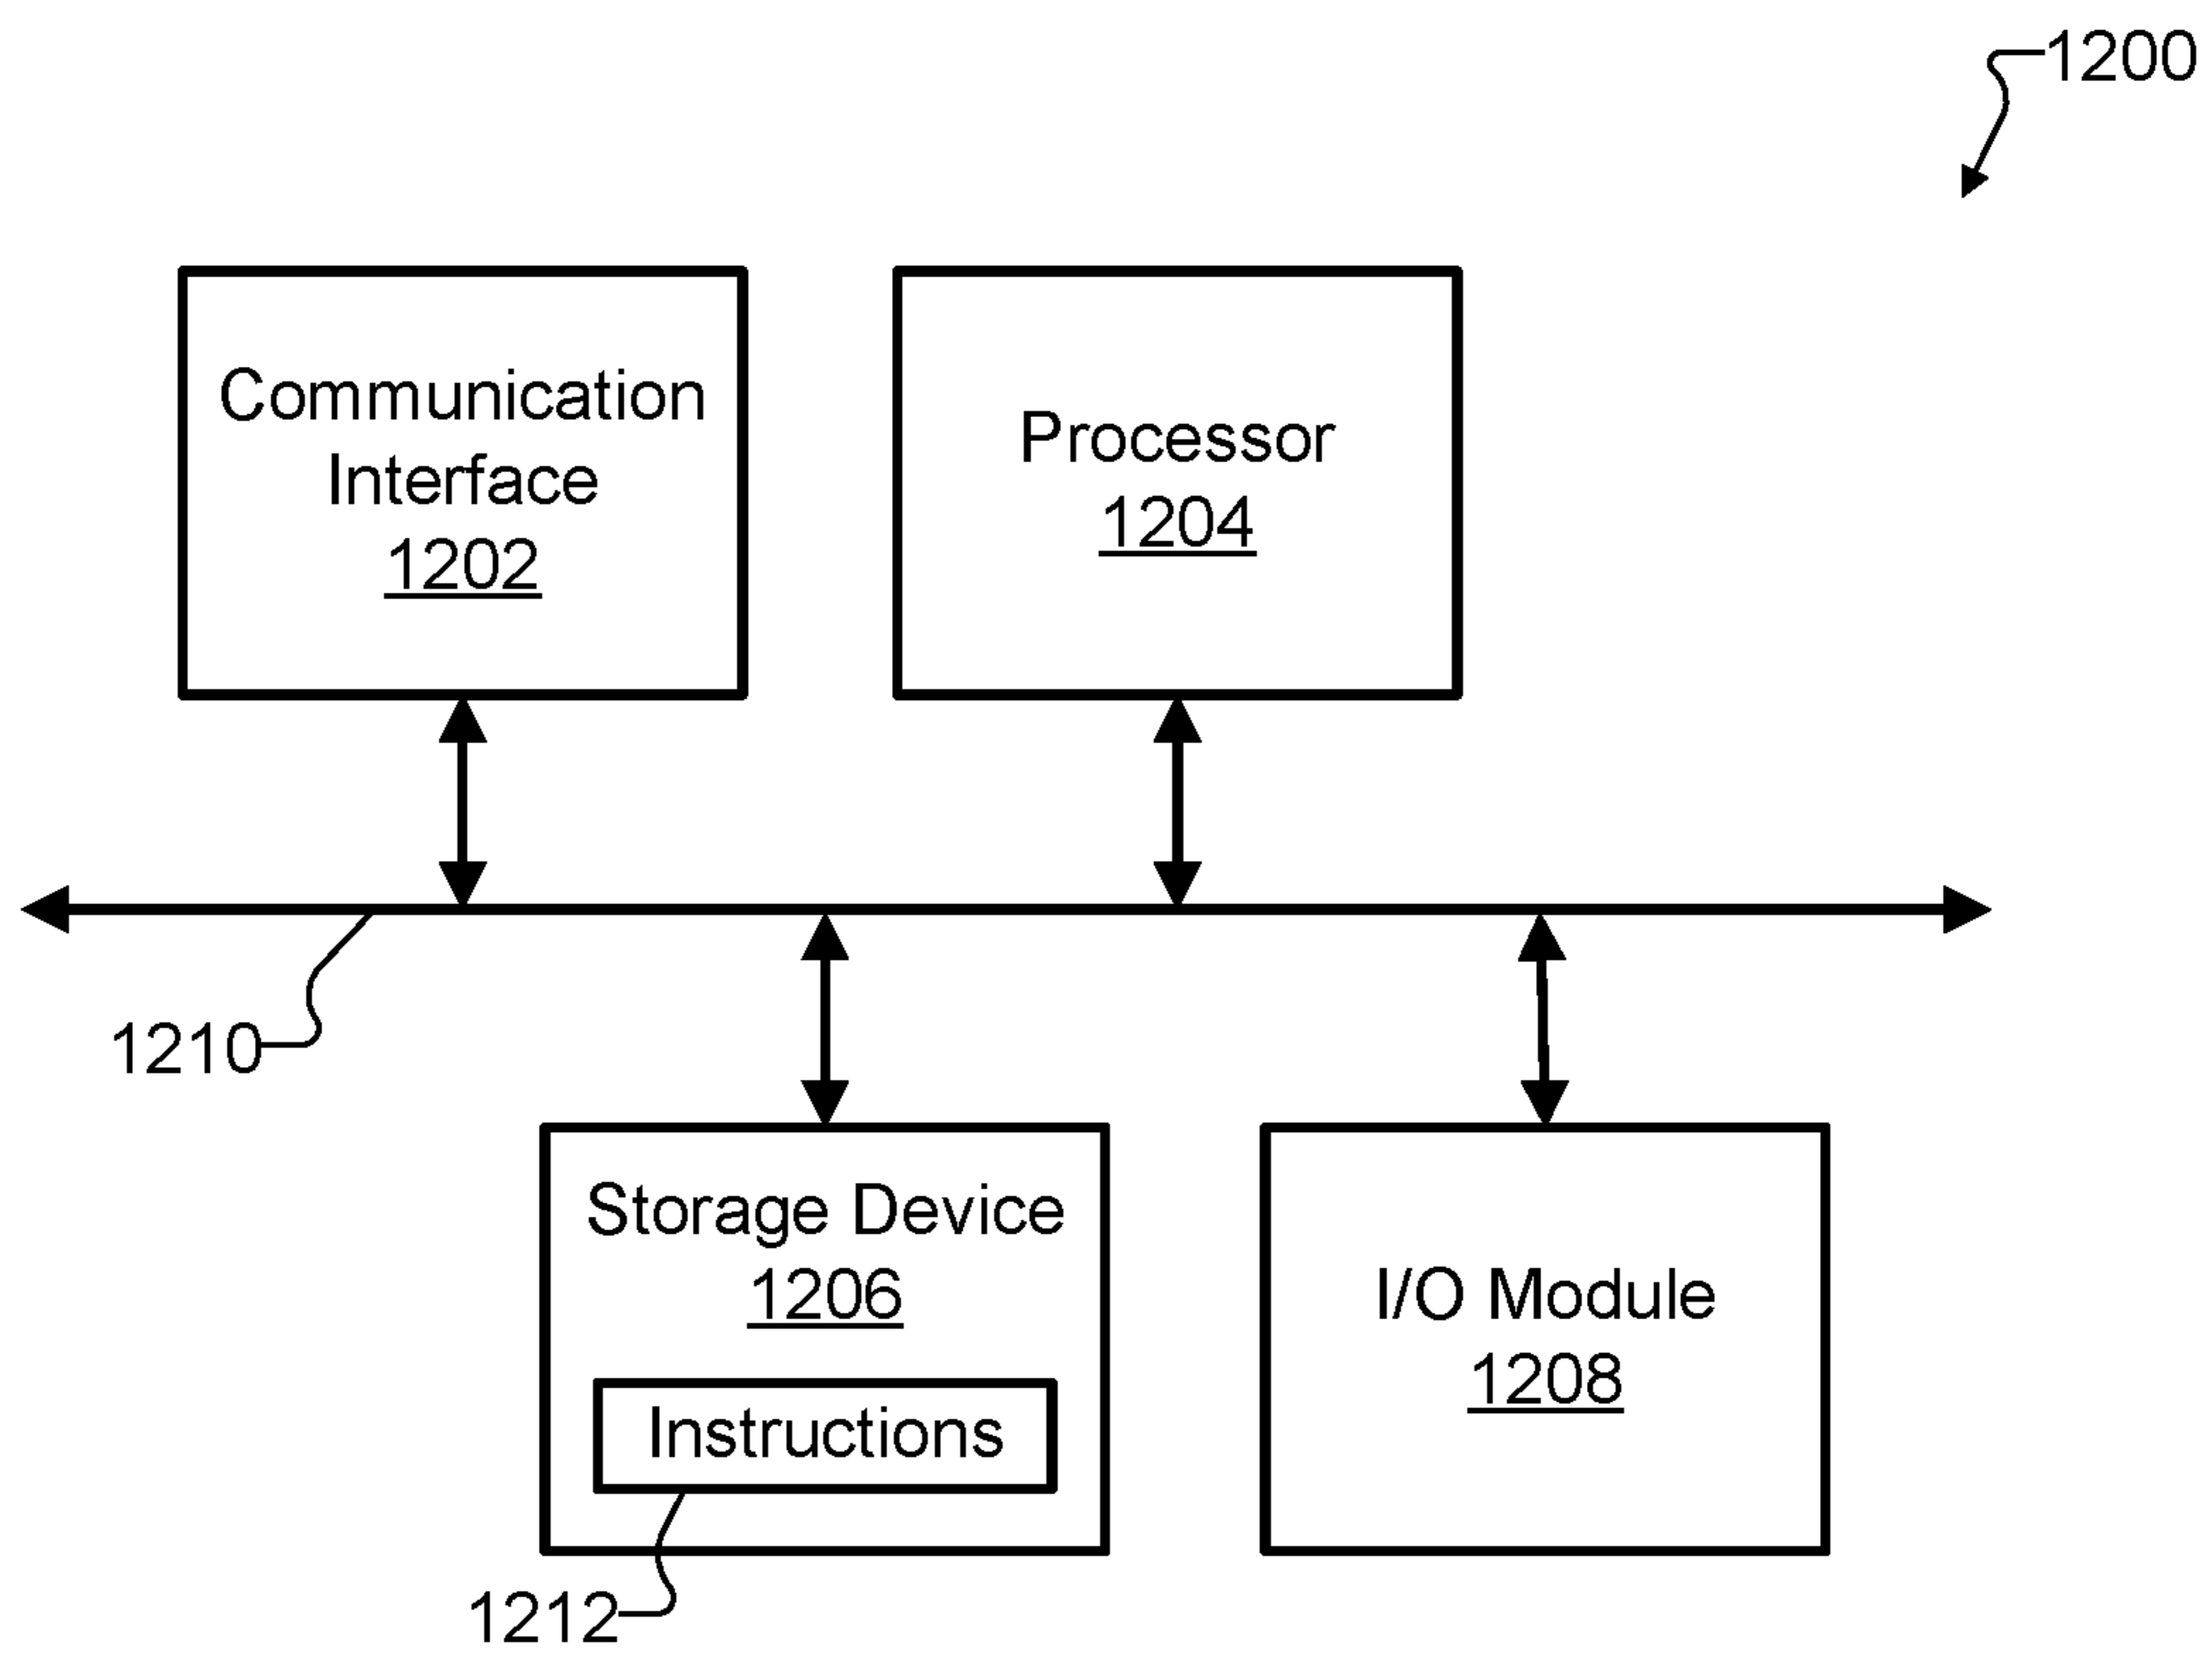 1200
Communication
Interface
1202
Processor
1204
1210
Storage Device
1206
Instructions
1212
I/O Module
1208